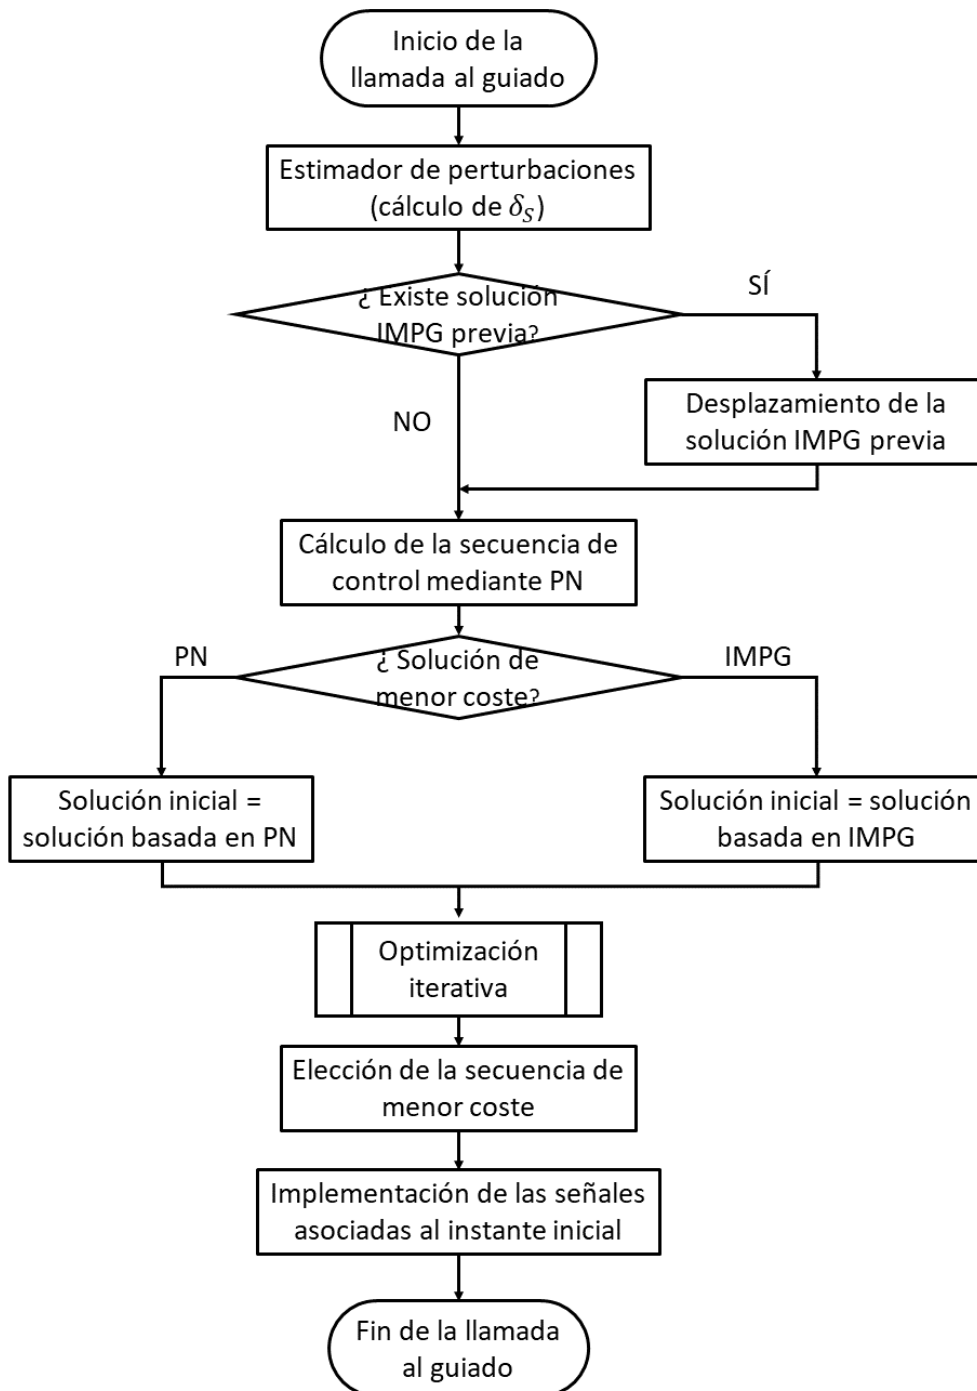 Inicio de la
llamada al guiado
Estimador de perturbaciones
(cálculo de δ_S)
¿ Existe solución
IMPG previa?
SÍ
NO
Desplazamiento de la
solución IMPG previa
Cálculo de la secuencia de
control mediante PN
¿ Solución de
menor coste?
PN
IMPG
Solución inicial =
solución basada en PN
Solución inicial = solución
basada en IMPG
Optimización
iterativa
Elección de la secuencia de
menor coste
Implementación de las señales
asociadas al instante inicial
Fin de la llamada
al guiado